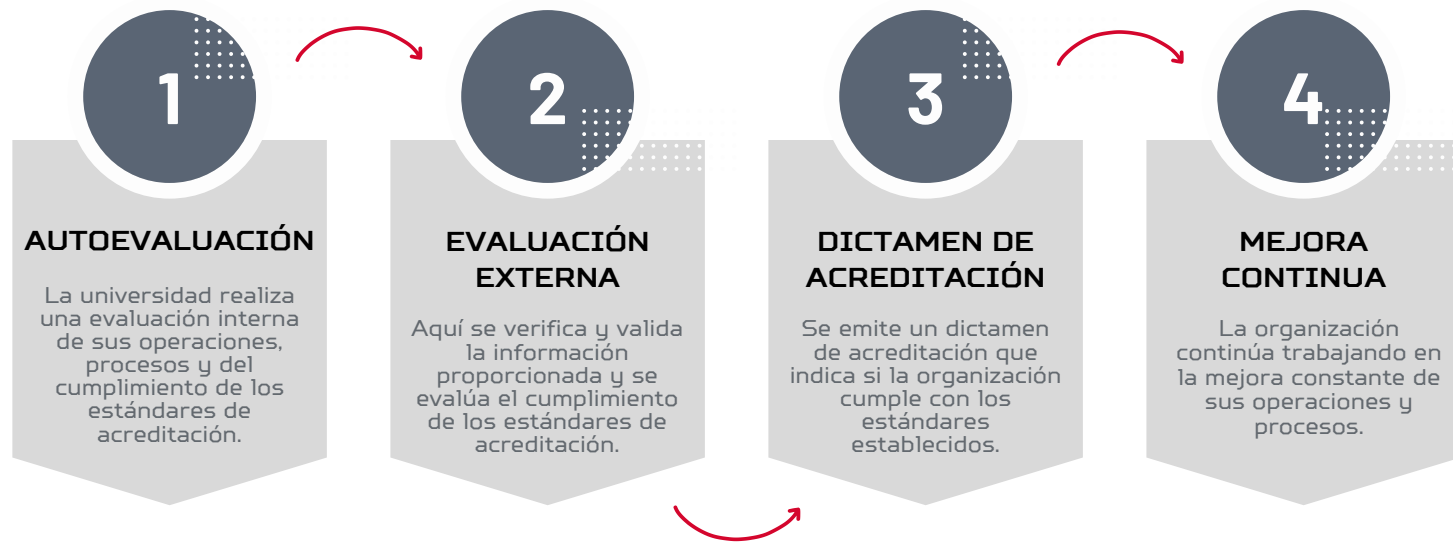 1
AUTOEVALUACIÓN
La universidad realiza
una evaluación interna
de sus operaciones,
procesos y del
cumplimiento de los
estándares de
acreditación.
2
EVALUACIÓN
EXTERNA
Aquí se verifica y valida
la información
proporcionada y se
evalúa el cumplimiento
de los estándares de
acreditación.
3
DICTAMEN DE
ACREDITACIÓN
Se emite un dictamen
de acreditación que
indica si la organización
cumple con los
estándares
establecidos.
4
MEJORA
CONTINUA
La organización
continúa trabajando en
la mejora constante de
sus operaciones y
procesos.